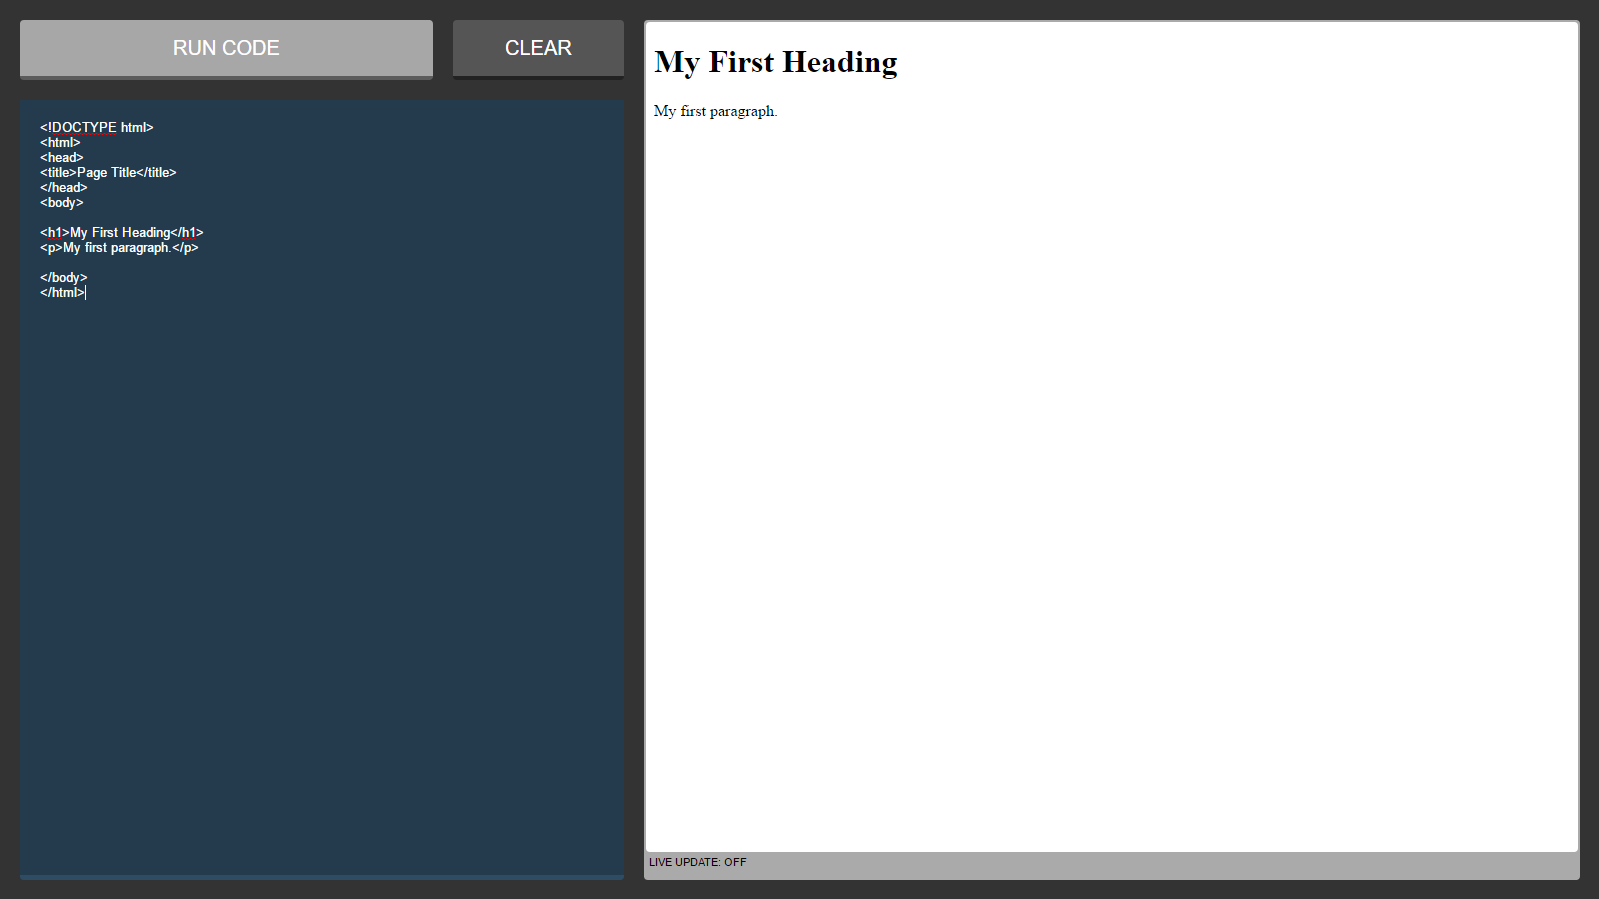 RUN CODE
CLEAR
<!DOCTYPE html>
<html>
<head>
<title>Page Title</title>
</head>
<body>
<h1>My First Heading</h1>
<p>My first paragraph.</p>
</body>
</html>
My First Heading
My first paragraph.
LIVE UPDATE: OFF